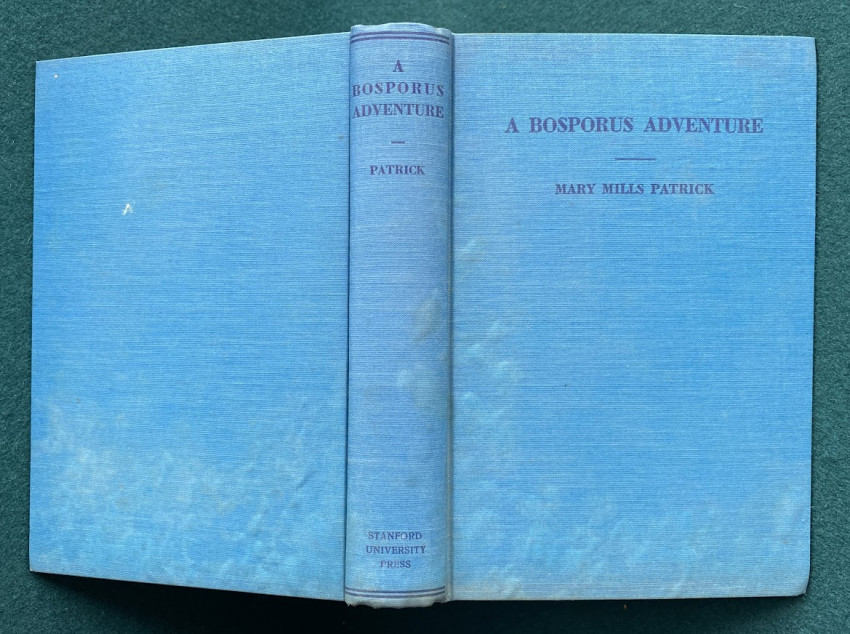 A
BOSPORUS
ADVENTURE
PATRICK
STANFORD
UNIVERSITY
PRESS
A BOSPORUS ADVENTURE
MARY MILLS PATRICK